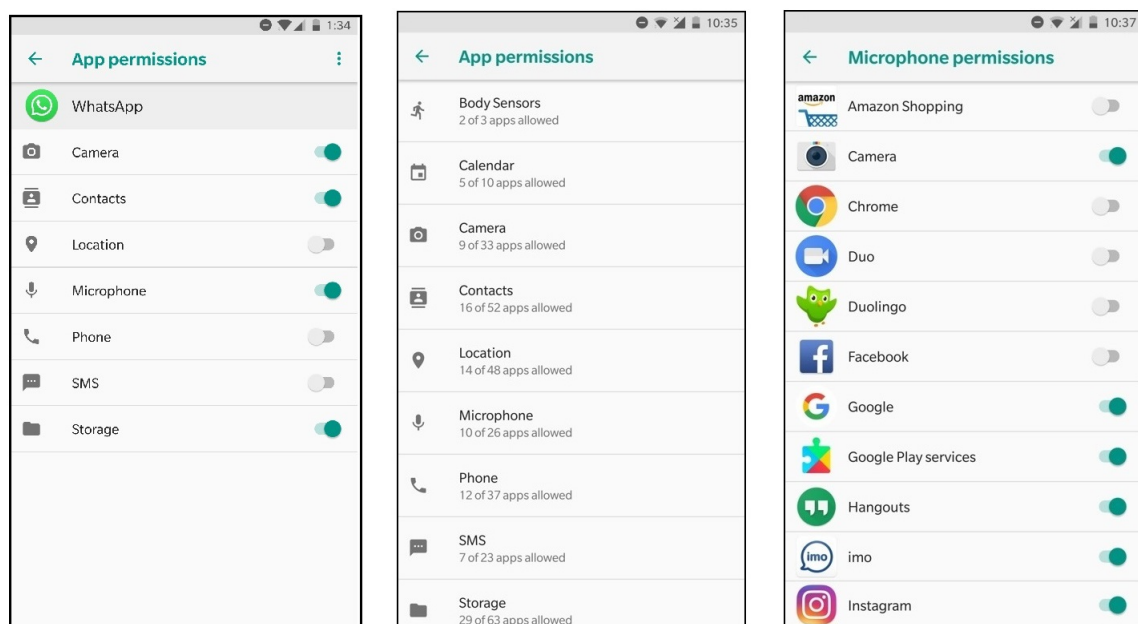 1:34
App permissions
WhatsApp
Camera
Contacts
Location
Microphone
Phone
SMS
Storage
10:35
App permissions
Body Sensors
2 of 3 apps allowed
Calendar
5 of 10 apps allowed
Camera
9 of 33 apps allowed
Contacts
16 of 52 apps allowed
Location
14 of 48 apps allowed
Microphone
10 of 26 apps allowed
Phone
12 of 37 apps allowed
SMS
7 of 23 apps allowed
Storage
29 of 63 apps allowed
10:37
Microphone permissions
amazon
Amazon Shopping
Camera
Chrome
Duo
Duolingo
Facebook
Google
Google Play services
Hangouts
imo
imo
Instagram